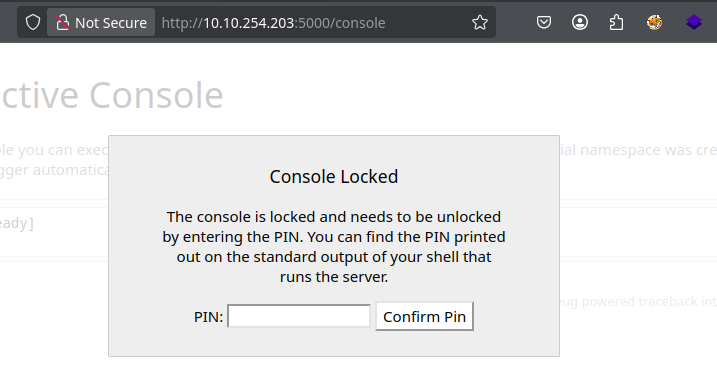 Not Secure http://10.10.254.203:5000/console
ctive Console
ole you can exec
ial namespace was cre
gger automatica
eady]
Console Locked
The console is locked and needs to be unlocked
by entering the PIN. You can find the PIN printed
out on the standard output of your shell that
runs the server.
PIN: Confirm Pin
ug powered traceback int